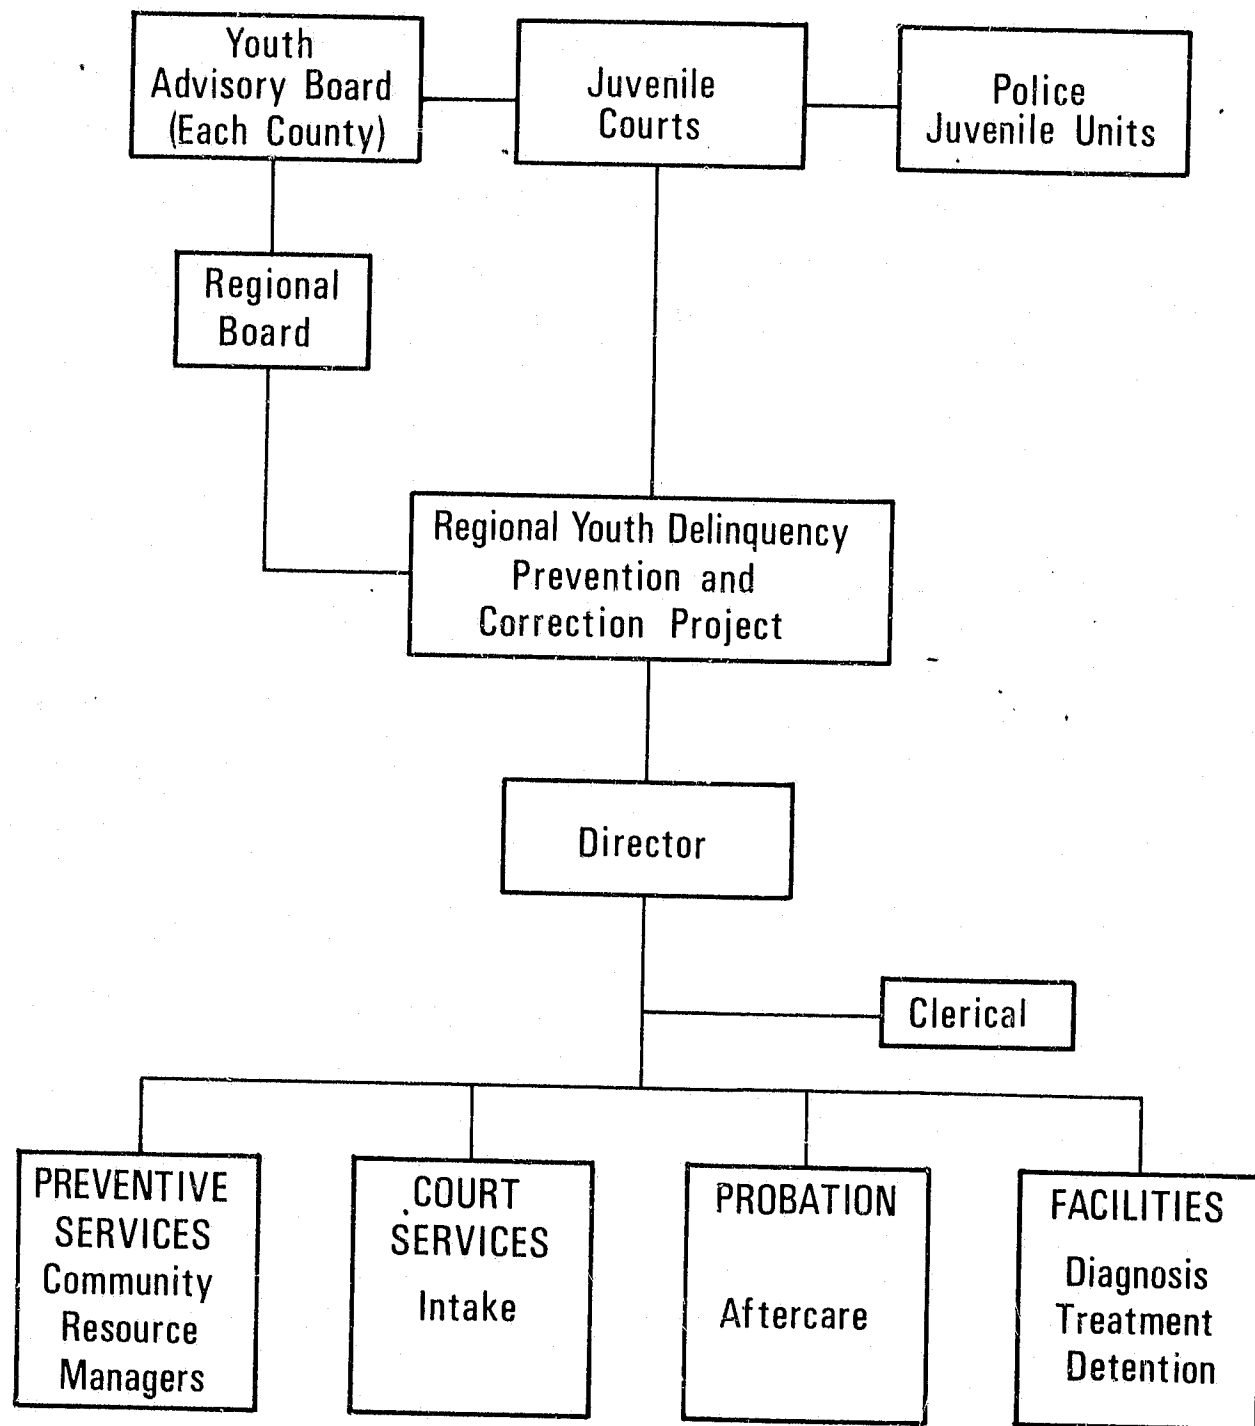 Youth
Advisory Board
(Each County)
Juvenile
Courts
Police
Juvenile Units
Regional
Board
Regional Youth Delinquency
Prevention and
Correction Project
Director
Clerical
PREVENTIVE
SERVICES
Community
Resource
Managers
COURT
SERVICES
Intake
PROBATION
Aftercare
FACILITIES
Diagnosis
Treatment
Detention